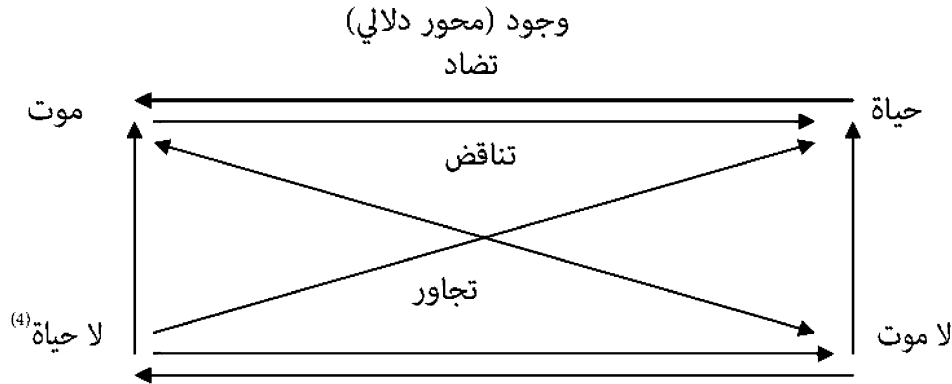 وجود (محور دلالي)
تضاد
حياة
موت
تناقض
تجاور
لا موت
لا حياة(4)